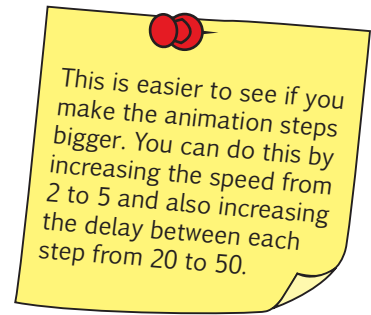 This is easier to see if you
make the animation steps
bigger. You can do this by
increasing the speed from
2 to 5 and also increasing
the delay between each
step from 20 to 50.